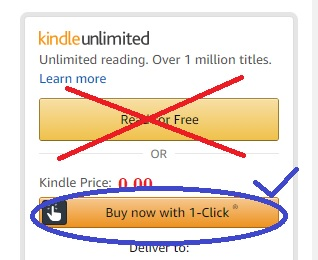 kindleunlimited
Unlimited reading. Over 1 million titles.
Learn more
Read for Free
OR
Kindle Price: 0.00
Buy now with 1-Click ®
Deliver to: